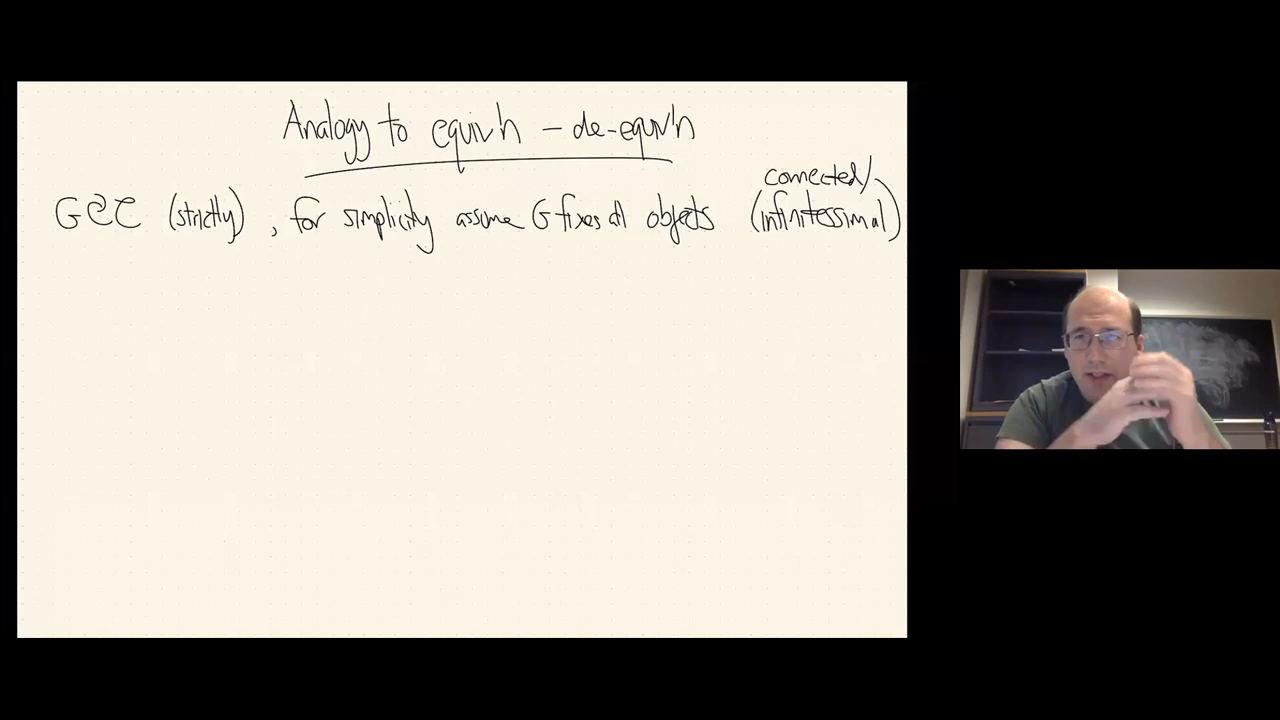 Analogy to equiv'n - de-equiv'n
G ⟳ C (strictly), for simplicity assume G fixes all objects (connected/infinitessimal)